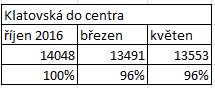 Klatovská do centra
říjen 2016 březen květen
14048 13491 13553
100% 96% 96%